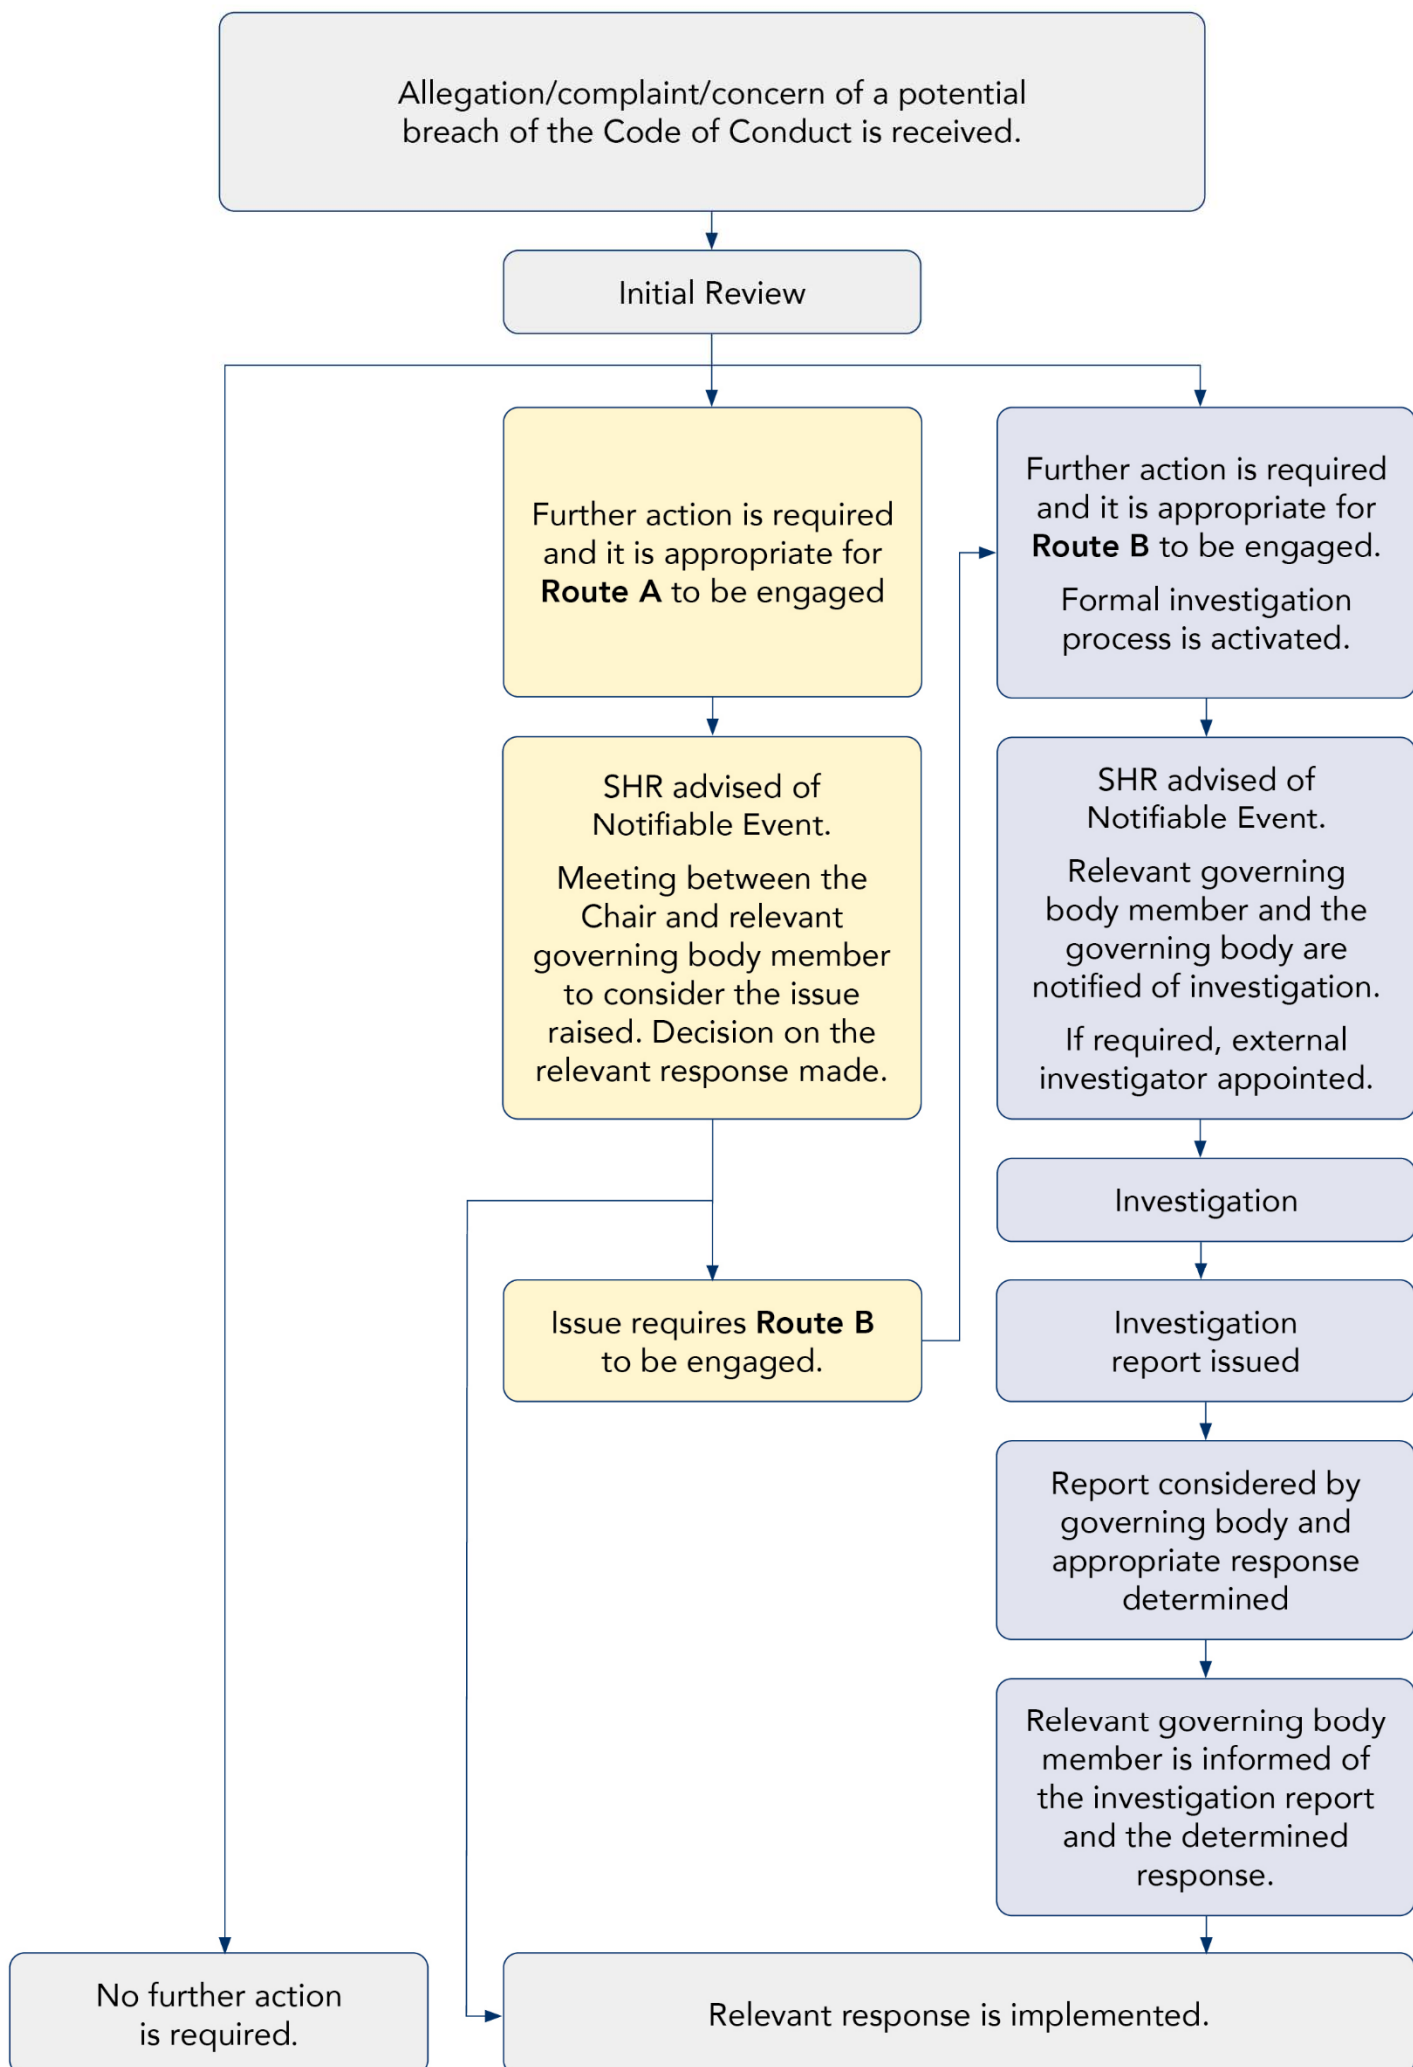 Allegation/complaint/concern of a potential
breach of the Code of Conduct is received.
Initial Review
Further action is required
and it is appropriate for
Route A to be engaged
Further action is required
and it is appropriate for
Route B to be engaged.
Formal investigation
process is activated.
SHR advised of
Notifiable Event.
Meeting between the
Chair and relevant
governing body member
to consider the issue
raised. Decision on the
relevant response made.
SHR advised of
Notifiable Event.
Relevant governing
body member and the
governing body are
notified of investigation.
If required, external
investigator appointed.
Investigation
Issue requires Route B
to be engaged.
Investigation
report issued
Report considered by
governing body and
appropriate response
determined
Relevant governing body
member is informed of
the investigation report
and the determined
response.
No further action
is required.
Relevant response is implemented.